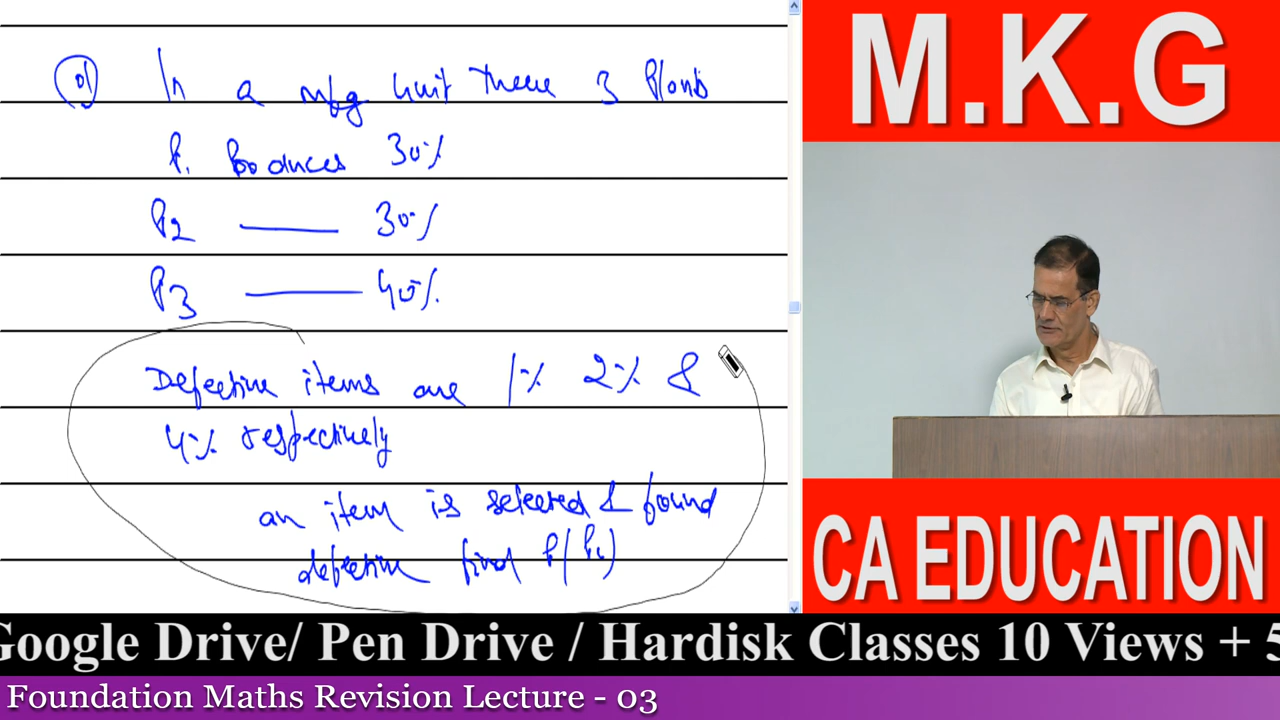 Q1 In a mfg unit there 3 Plants
P1 Produces 30%
P2 —— 30%
P3 —— 40%
Defective items are 1% 2% &
4% respectively
an item is selected & found
defective find P(P1)
M.K.G
CA EDUCATION
Google Drive/ Pen Drive / Hardisk Classes 10 Views + 5
Foundation Maths Revision Lecture - 03